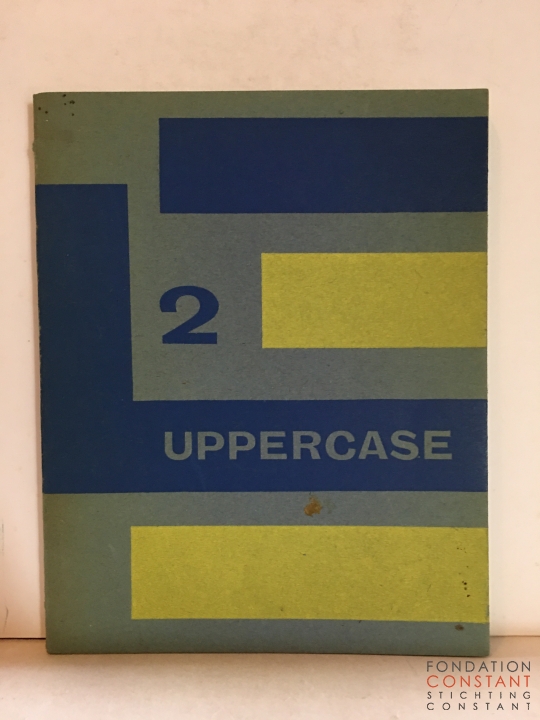 2
UPPERCASE
FONDATION
CONSTANT
STICHTING
CONSTANT